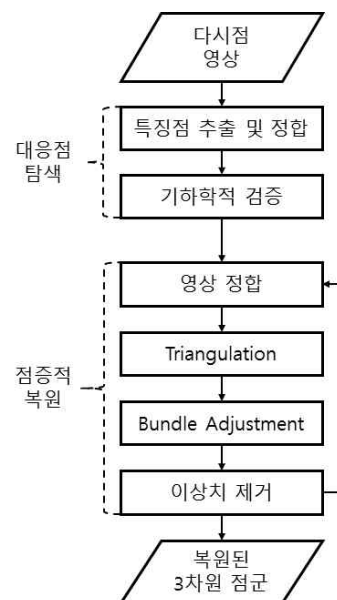 다시점
영상
특징점 추출 및 정합
대응점
탐색
기하학적 검증
영상 정합
Triangulation
점증적
복원
Bundle Adjustment
이상치 제거
복원된
3차원 점군